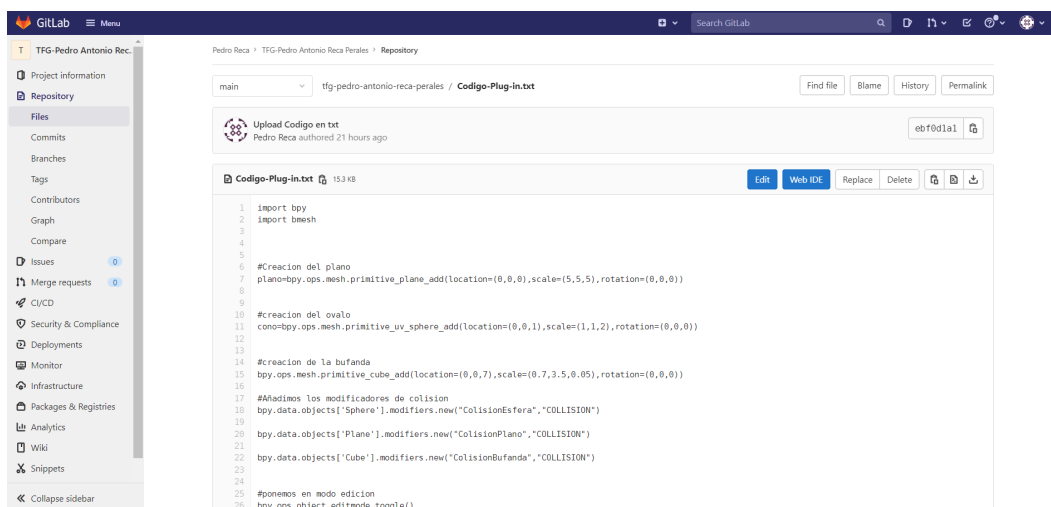 GitLab Menu Search GitLab
T TFG-Pedro Antonio Rec.
Project information
Repository
Files
Commits
Branches
Tags
Contributors
Graph
Compare
Issues 0
Merge requests 0
CI/CD
Security & Compliance
Deployments
Monitor
Infrastructure
Packages & Registries
Analytics
Wiki
Snippets
Collapse sidebar
Pedro Reca > TFG-Pedro Antonio Reca Perales > Repository
main tfg-pedro-antonio-reca-perales / Codigo-Plug-in.txt Find file Blame History Permalink
Upload Codigo en txt
Pedro Reca authored 21 hours ago
ebf0d1a1
Codigo-Plug-in.txt 15.3 KB Edit Web IDE Replace Delete
1 import bpy
2 import bmesh
3
4
5
6 #Creacion del plano
7 plano=bpy.ops.mesh.primitive_plane_add(location=(0,0,0),scale=(5,5,5),rotation=(0,0,0))
8
9
10 #creacion del ovalo
11 cono=bpy.ops.mesh.primitive_uv_sphere_add(location=(0,0,1),scale=(1,1,2),rotation=(0,0,0))
12
13
14 #creacion de la bufanda
15 bpy.ops.mesh.primitive_cube_add(location=(0,0,7),scale=(0.7,3.5,0.05),rotation=(0,0,0))
16
17 #Añadimos los modificadores de colision
18 bpy.data.objects['Sphere'].modifiers.new("ColisionEsfera","COLLISION")
19
20 bpy.data.objects['Plane'].modifiers.new("ColisionPlano","COLLISION")
21
22 bpy.data.objects['Cube'].modifiers.new("ColisionBufanda","COLLISION")
23
24
25 #ponemos en modo edicion
26 bpy.ops.object.editmode_toggle()